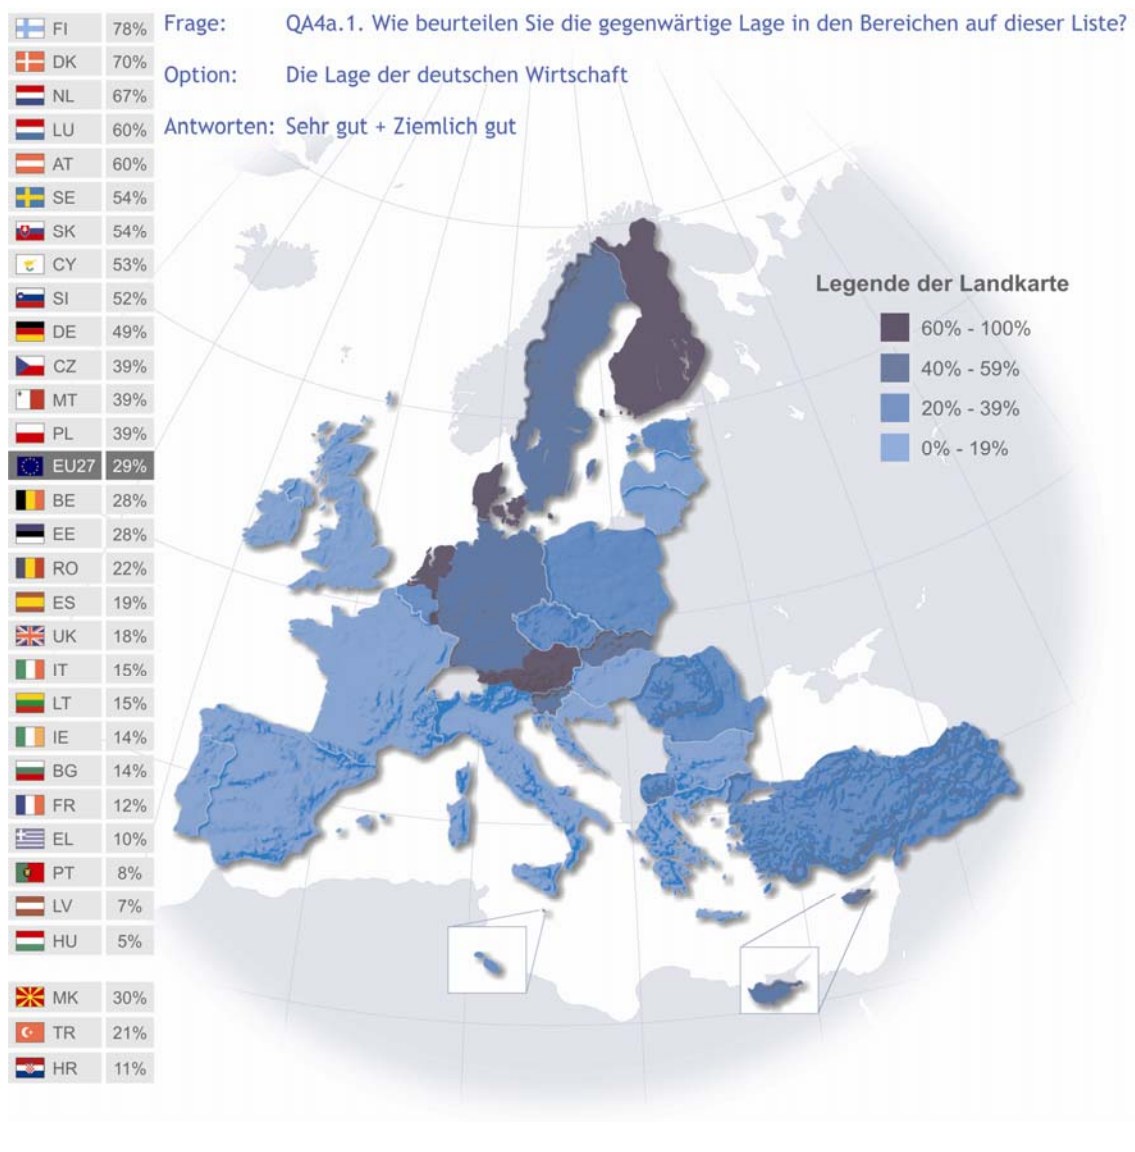 Frage: QA4a.1. Wie beurteilen Sie die gegenwärtige Lage in den Bereichen auf dieser Liste?
Option: Die Lage der deutschen Wirtschaft
Antworten: Sehr gut + Ziemlich gut
FI 78%
DK 70%
NL 67%
LU 60%
AT 60%
SE 54%
SK 54%
CY 53%
SI 52%
DE 49%
CZ 39%
MT 39%
PL 39%
EU27 29%
BE 28%
EE 28%
RO 22%
ES 19%
UK 18%
IT 15%
LT 15%
IE 14%
BG 14%
FR 12%
EL 10%
PT 8%
LV 7%
HU 5%
MK 30%
TR 21%
HR 11%
Legende der Landkarte
60% - 100%
40% - 59%
20% - 39%
0% - 19%